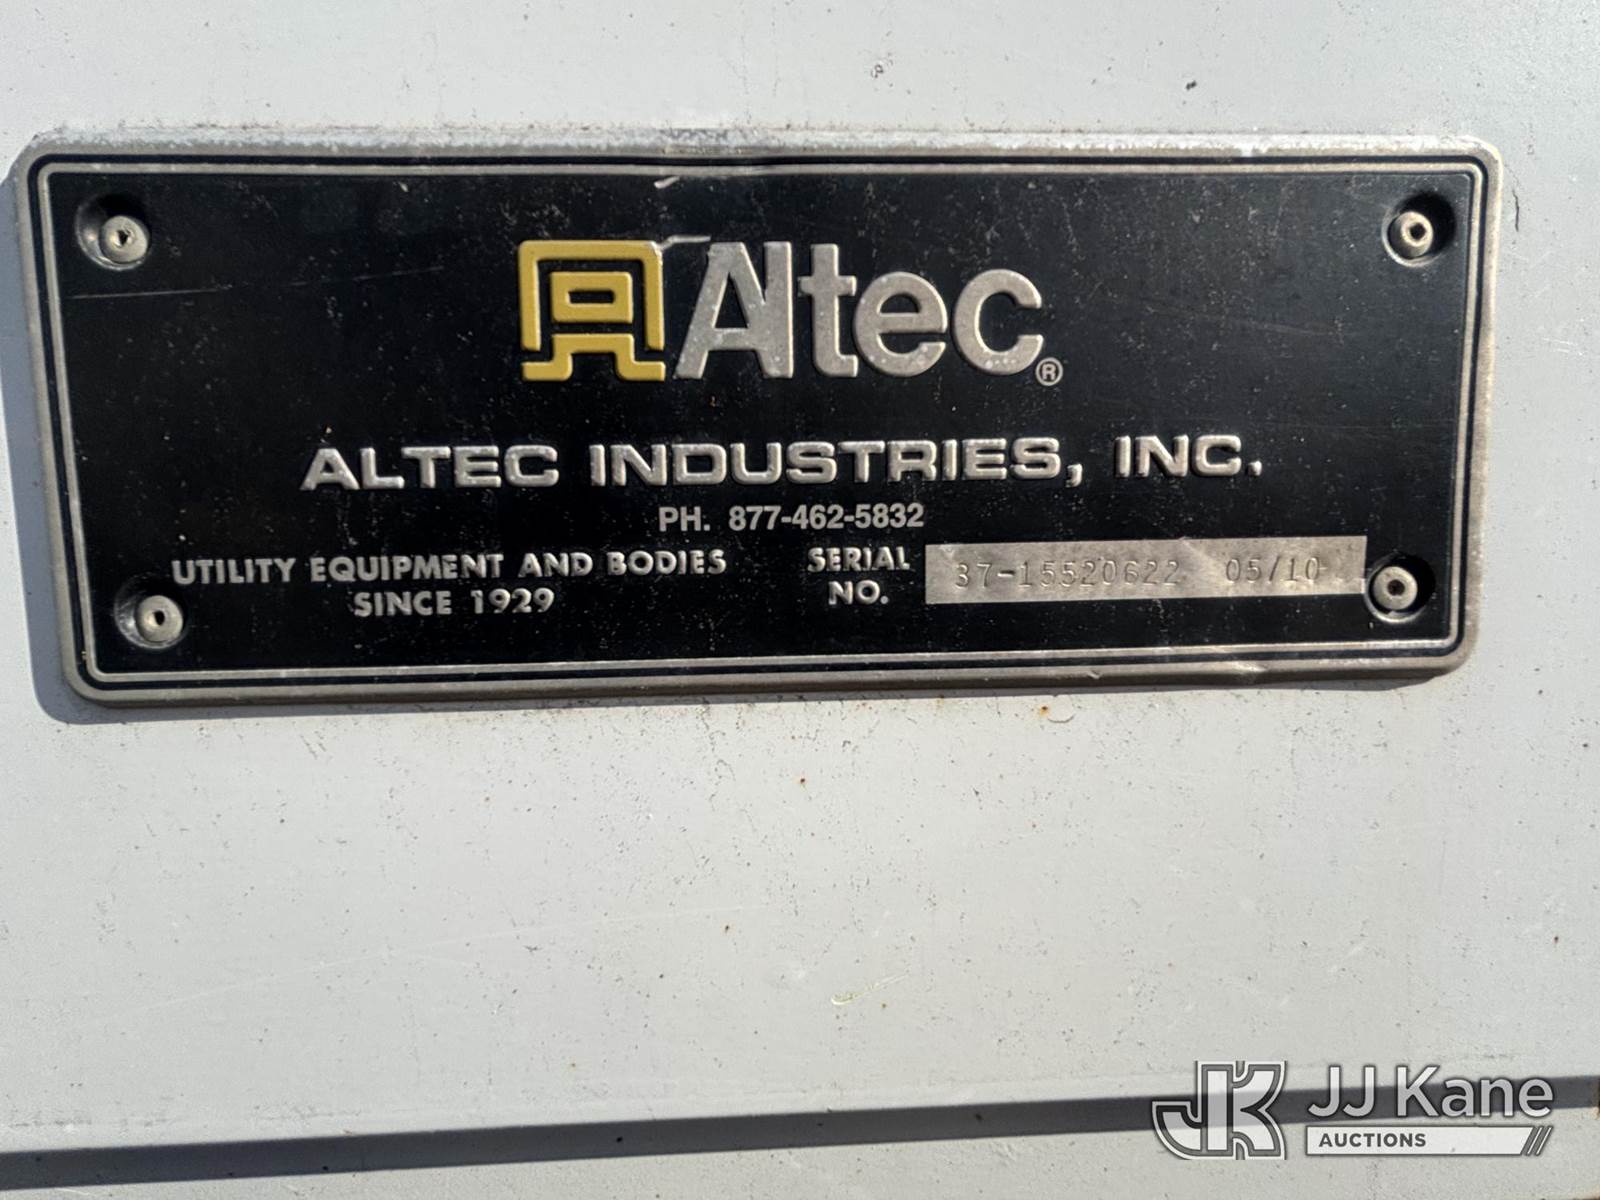 Altec®
ALTEC INDUSTRIES, INC.
PH. 877-462-5832
UTILITY EQUIPMENT AND BODIES
SINCE 1929
SERIAL
NO.
37-15520622 05/10
JK JJ Kane
AUCTIONS